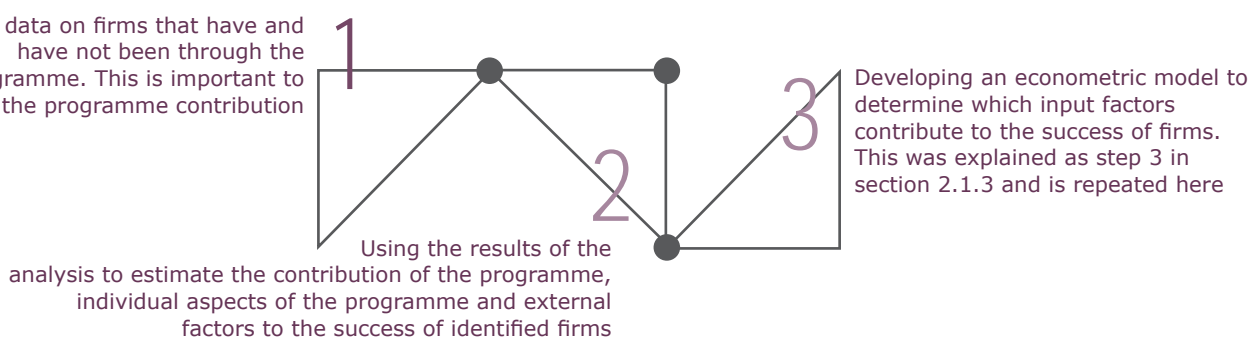 1
data on firms that have and
have not been through the
gramme. This is important to
the programme contribution
2
Using the results of the
analysis to estimate the contribution of the programme,
individual aspects of the programme and external
factors to the success of identified firms
3
Developing an econometric model to
determine which input factors
contribute to the success of firms.
This was explained as step 3 in
section 2.1.3 and is repeated here